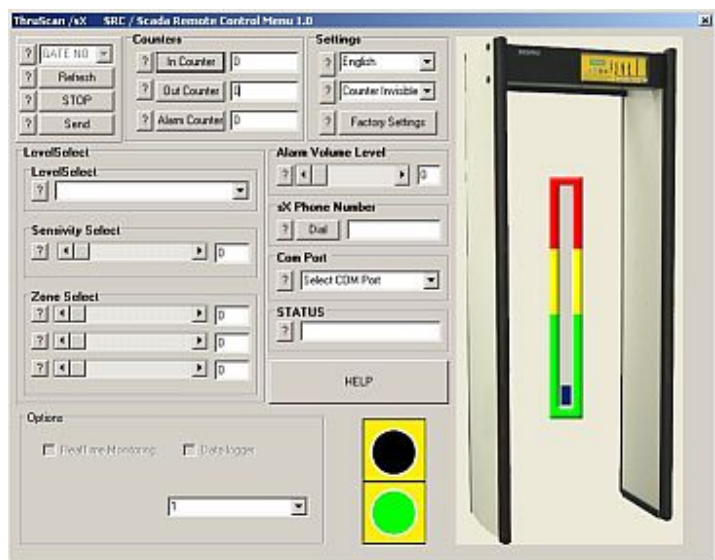 ThruScan /sX SRC / Scada Remote Control Menu 1.0
? GATE NO
? Refresh
? STOP
? Send
Counters
? In Counter 0
? Out Counter 0
? Alarm Counter 0
Settings
? English
? Counter Invisible
? Factory Settings
LevelSelect
LevelSelect
?
Sensivity Select
? 0
Zone Select
? 0
? 0
? 0
Alarm Volume Level
? 0
sX Phone Number
? Dial
Com Port
? Select COM Port
STATUS
?
HELP
Options
RealTime Monitoring Data logger
1